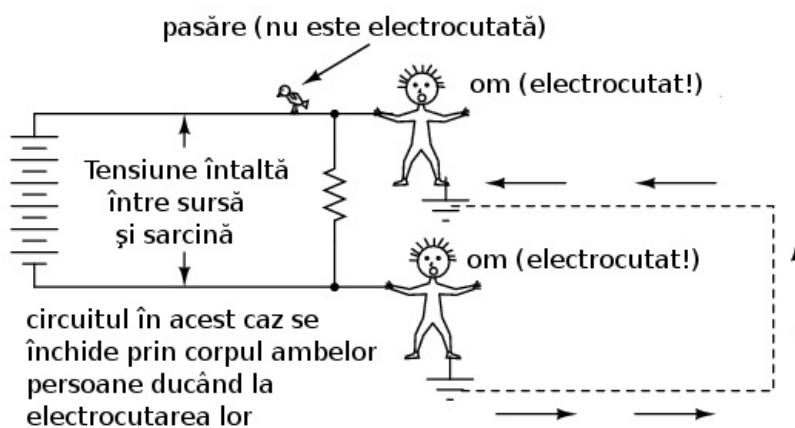 pasăre (nu este electrocutată)
om (electrocutat!)
Tensiune întaltă
între sursă
şi sarcină
om (electrocutat!)
circuitul în acest caz se
închide prin corpul ambelor
persoane ducând la
electrocutarea lor